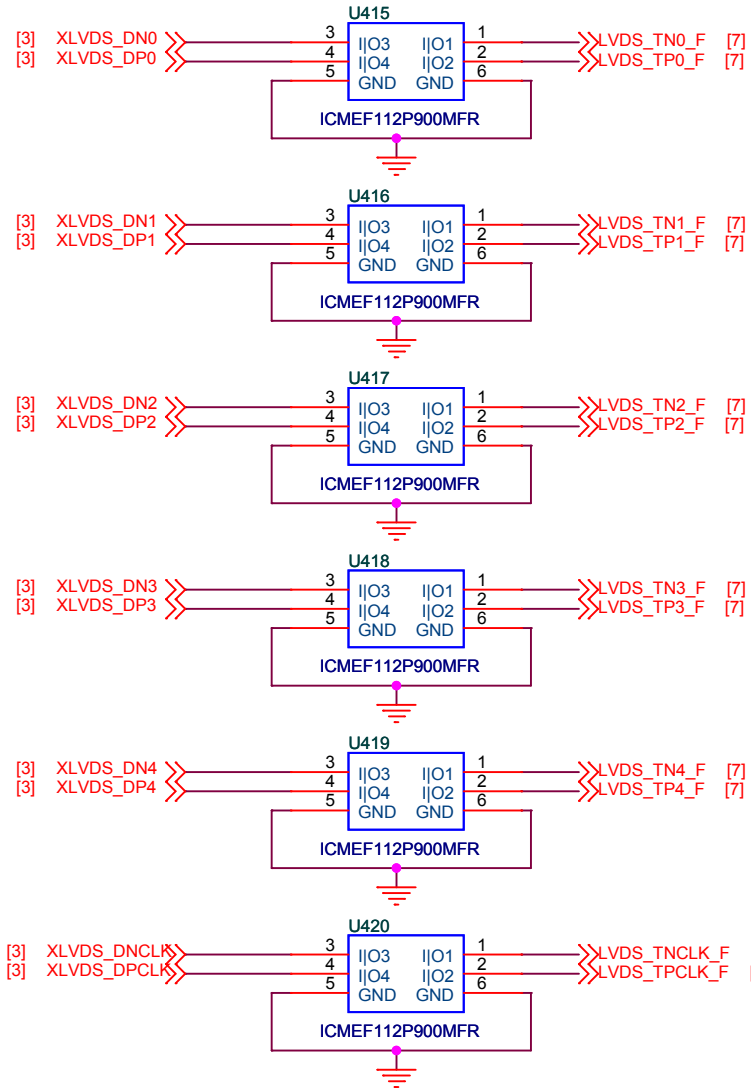 U415
[3] XLVDS_DN0 3 I|O3 I|O1 1 LVDS_TN0_F [7]
[3] XLVDS_DP0 4 I|O4 I|O2 2 LVDS_TP0_F [7]
5 GND GND 6
ICMEF112P900MFR
U416
[3] XLVDS_DN1 3 I|O3 I|O1 1 LVDS_TN1_F [7]
[3] XLVDS_DP1 4 I|O4 I|O2 2 LVDS_TP1_F [7]
5 GND GND 6
ICMEF112P900MFR
U417
[3] XLVDS_DN2 3 I|O3 I|O1 1 LVDS_TN2_F [7]
[3] XLVDS_DP2 4 I|O4 I|O2 2 LVDS_TP2_F [7]
5 GND GND 6
ICMEF112P900MFR
U418
[3] XLVDS_DN3 3 I|O3 I|O1 1 LVDS_TN3_F [7]
[3] XLVDS_DP3 4 I|O4 I|O2 2 LVDS_TP3_F [7]
5 GND GND 6
ICMEF112P900MFR
U419
[3] XLVDS_DN4 3 I|O3 I|O1 1 LVDS_TN4_F [7]
[3] XLVDS_DP4 4 I|O4 I|O2 2 LVDS_TP4_F [7]
5 GND GND 6
ICMEF112P900MFR
U420
[3] XLVDS_DNCLK 3 I|O3 I|O1 1 LVDS_TNCLK_F
[3] XLVDS_DPCLK 4 I|O4 I|O2 2 LVDS_TPCLK_F
5 GND GND 6
ICMEF112P900MFR